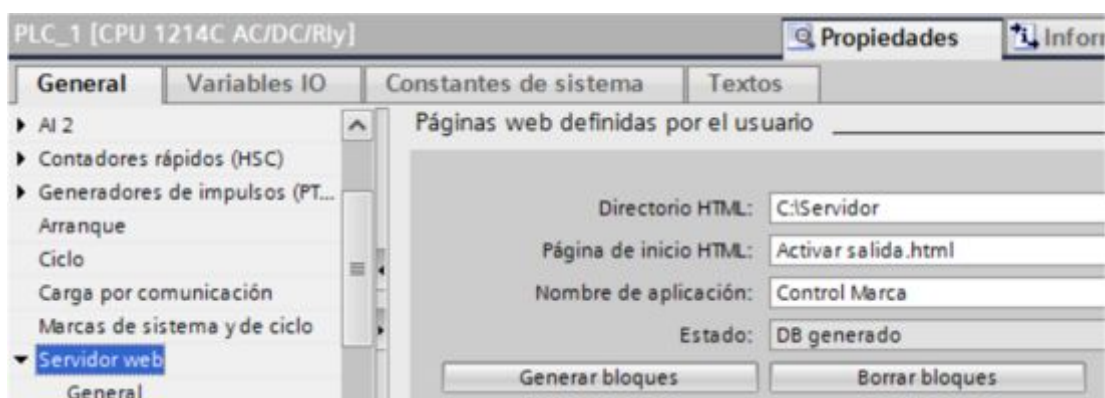 PLC_1 [CPU 1214C AC/DC/Rly]
Propiedades
General Variables IO Constantes de sistema Textos
AI 2
Contadores rápidos (HSC)
Generadores de impulsos (PT...
Arranque
Ciclo
Carga por comunicación
Marcas de sistema y de ciclo
Servidor web
General
Páginas web definidas por el usuario
Directorio HTML: C:\Servidor
Página de inicio HTML: Activar salida.html
Nombre de aplicación: Control Marca
Estado: DB generado
Generar bloques Borrar bloques